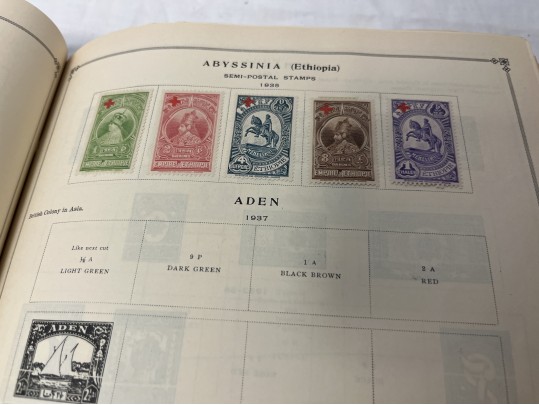 ABYSSINIA (Ethiopia)
SEMI-POSTAL STAMPS
1936
ADEN
1937
British Colony in Asia.
Like next cut
½ A
LIGHT GREEN
9 P
DARK GREEN
1 A
BLACK BROWN
2 A
RED
ADEN